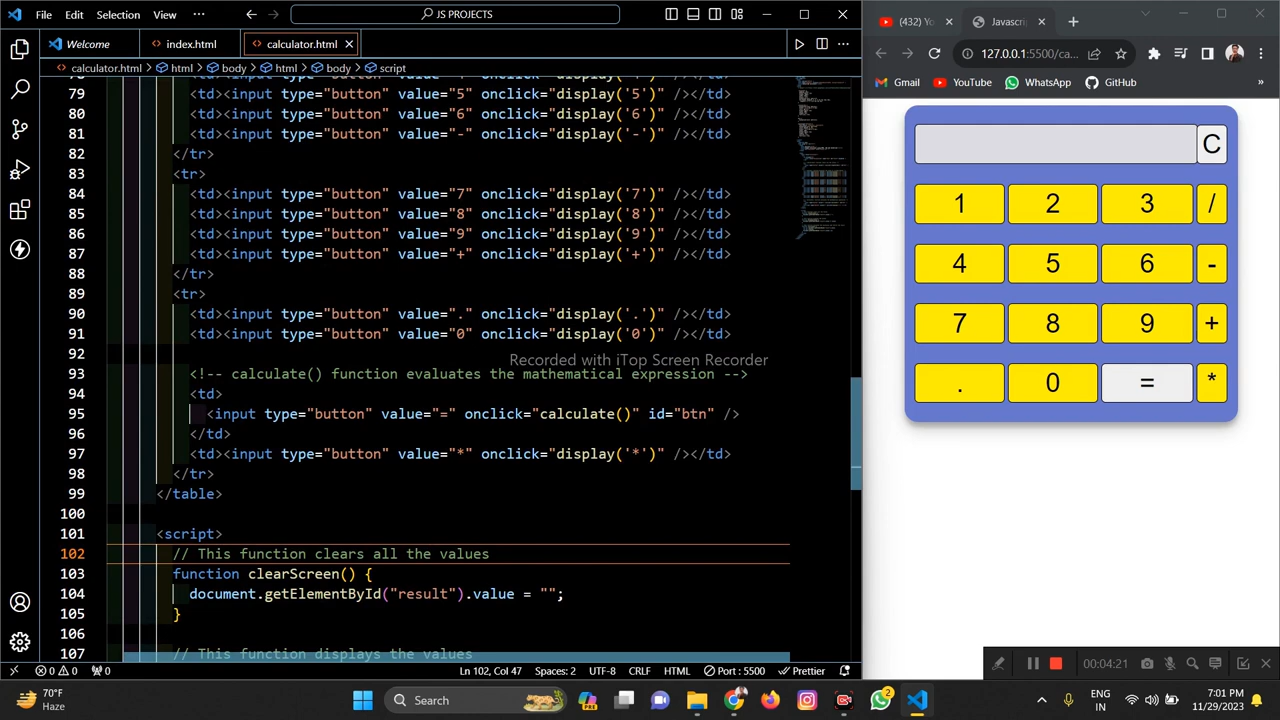 File Edit Selection View ··· JS PROJECTS
Welcome index.html calculator.html
calculator.html html body html body script
79 <td><input type="button" value="5" onclick="display('5')" /></td>
80 <td><input type="button" value="6" onclick="display('6')" /></td>
81 <td><input type="button" value="-" onclick="display('-')" /></td>
82 </tr>
83 <tr>
84 <td><input type="button" value="7" onclick="display('7')" /></td>
85 <td><input type="button" value="8" onclick="display('8')" /></td>
86 <td><input type="button" value="9" onclick="display('9')" /></td>
87 <td><input type="button" value="+" onclick="display('+')" /></td>
88 </tr>
89 <tr>
90 <td><input type="button" value="." onclick="display('.')" /></td>
91 <td><input type="button" value="0" onclick="display('0')" /></td>
92
Recorded with iTop Screen Recorder
93 <!-- calculate() function evaluates the mathematical expression -->
94 <td>
95 <input type="button" value="=" onclick="calculate()" id="btn" />
96 </td>
97 <td><input type="button" value="*" onclick="display('*')" /></td>
98 </tr>
99 </table>
100
101 <script>
102 // This function clears all the values
103 function clearScreen() {
104 document.getElementById("result").value = "";
105 }
106
107 // This function displays the values
0 0 0 Ln 102, Col 47 Spaces: 2 UTF-8 CRLF HTML Port : 5500 Prettier
(432) Yo Javascrip
127.0.0.1:5500/ca...
Gmail YouTube WhatsApp GitHub
C
1 2 3 /
4 5 6 -
7 8 9 +
. 0 = *
00:04:21
70°F
Haze
Search
PRE
2
ENG
IN
7:01 PM
11/29/2023